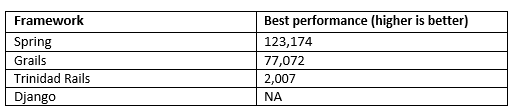 Framework Best performance (higher is better)
Spring 123,174
Grails 77,072
Trinidad Rails 2,007
Django NA